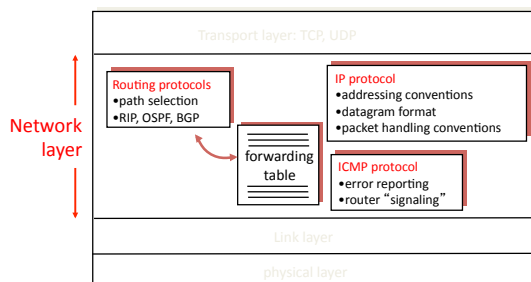 Transport layer: TCP, UDP
Routing protocols
•path selection
•RIP, OSPF, BGP
IP protocol
•addressing conventions
•datagram format
•packet handling conventions
Network
layer
forwarding
table
ICMP protocol
•error reporting
•router “signaling”
Link layer
physical layer